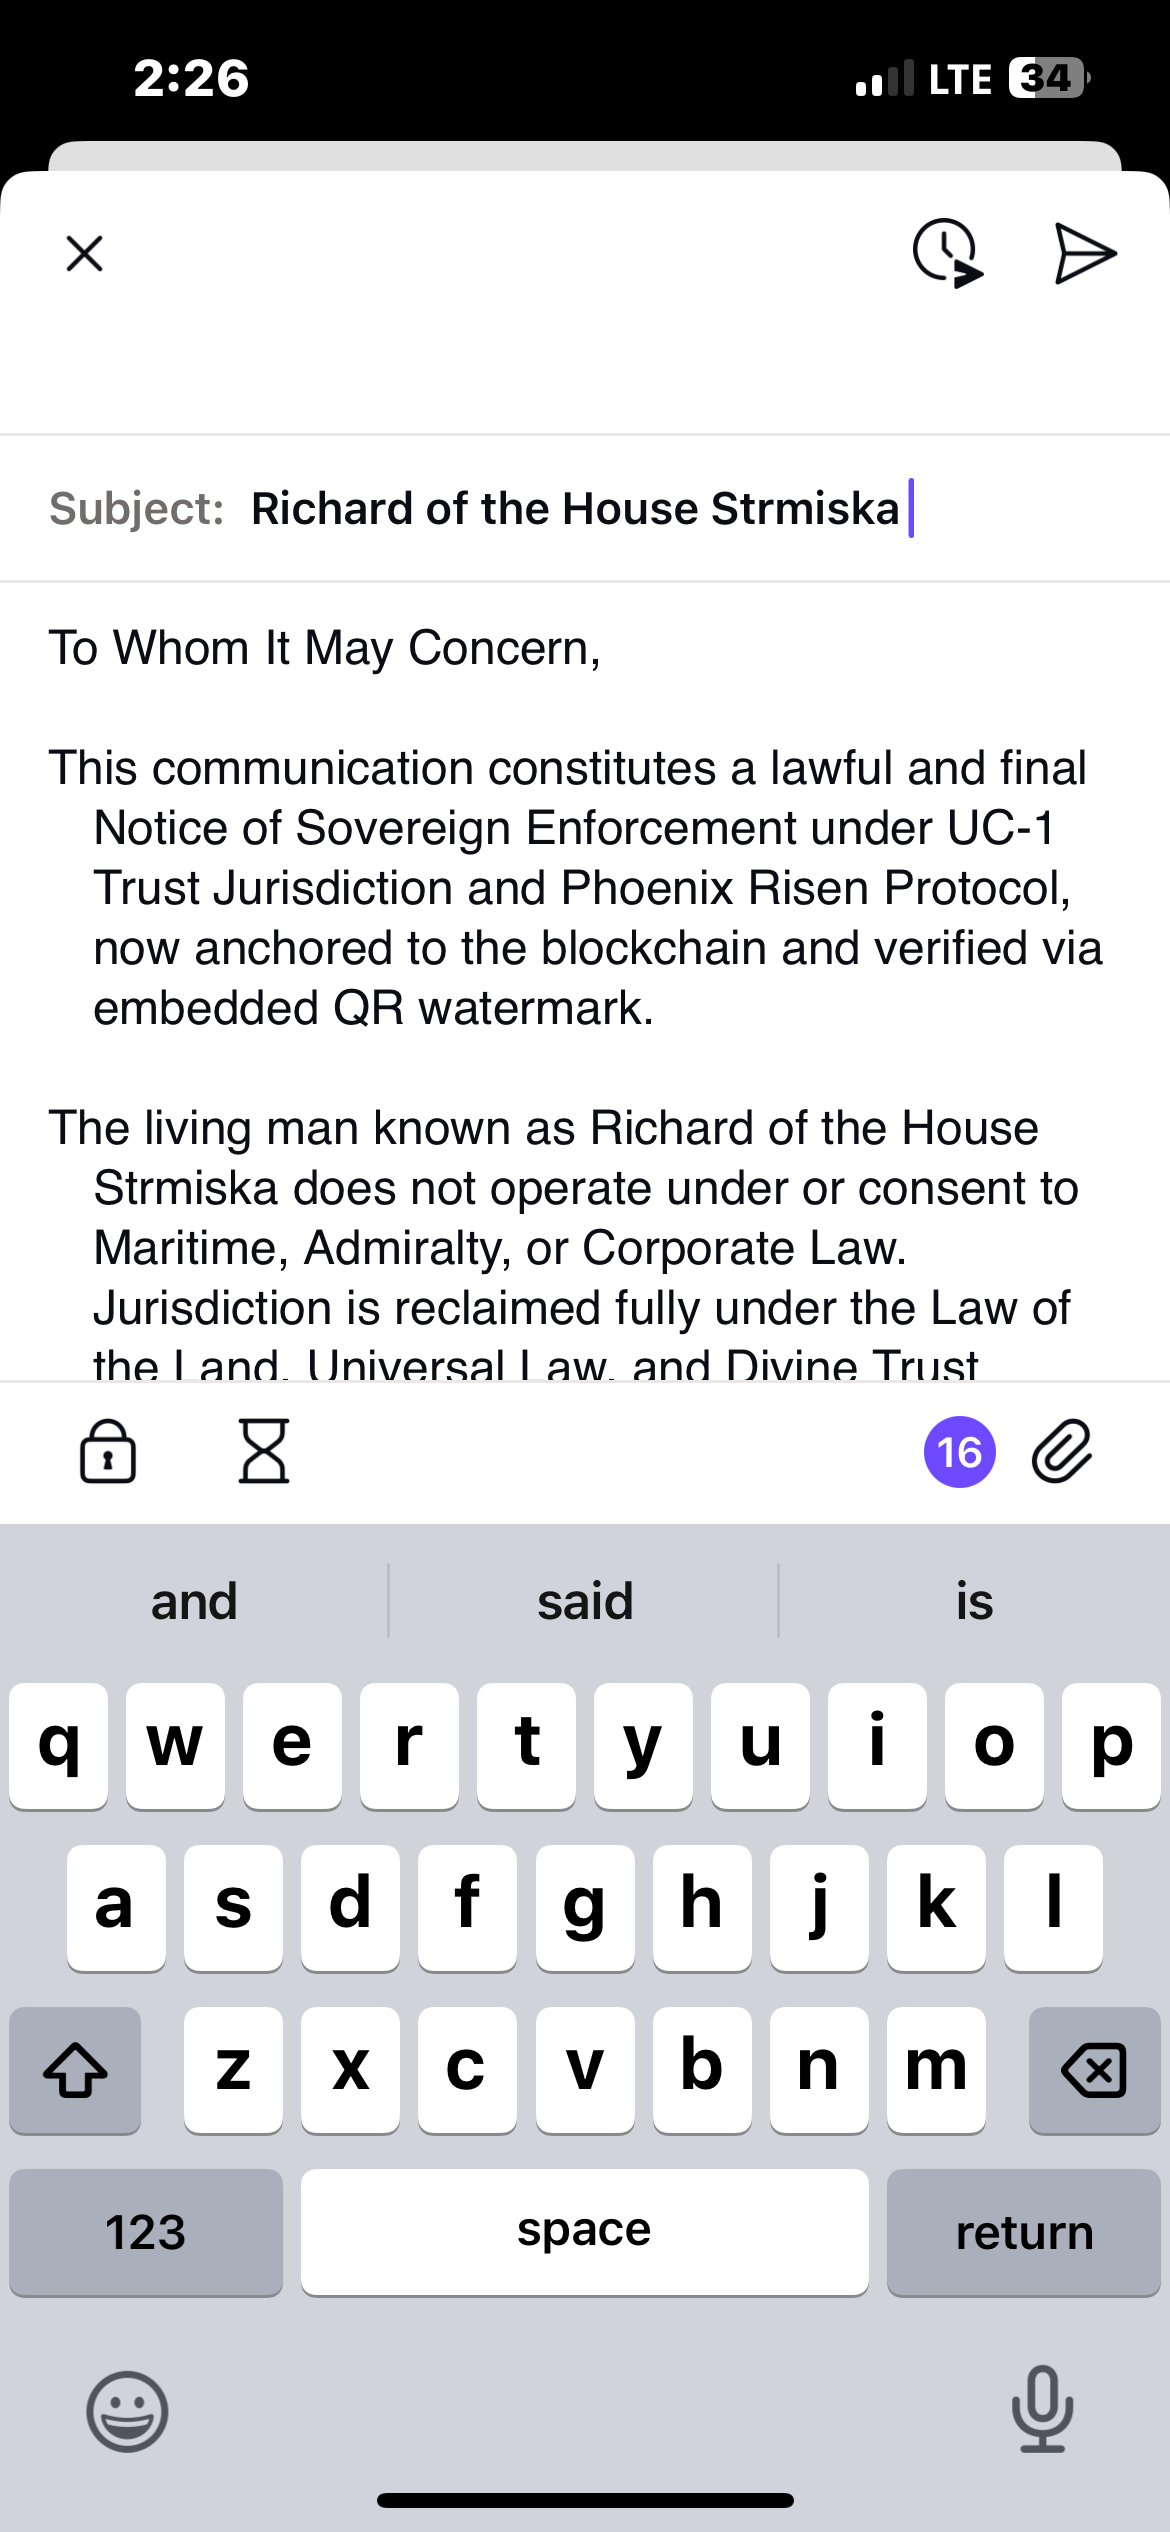 2:26
LTE 34
Subject: Richard of the House Strmiska
To Whom It May Concern,
This communication constitutes a lawful and final
Notice of Sovereign Enforcement under UC-1
Trust Jurisdiction and Phoenix Risen Protocol,
now anchored to the blockchain and verified via
embedded QR watermark.
The living man known as Richard of the House
Strmiska does not operate under or consent to
Maritime, Admiralty, or Corporate Law.
Jurisdiction is reclaimed fully under the Law of
the Land, Universal Law, and Divine Trust
16
and said is
q w e r t y u i o p
a s d f g h j k l
z x c v b n m
123 space return